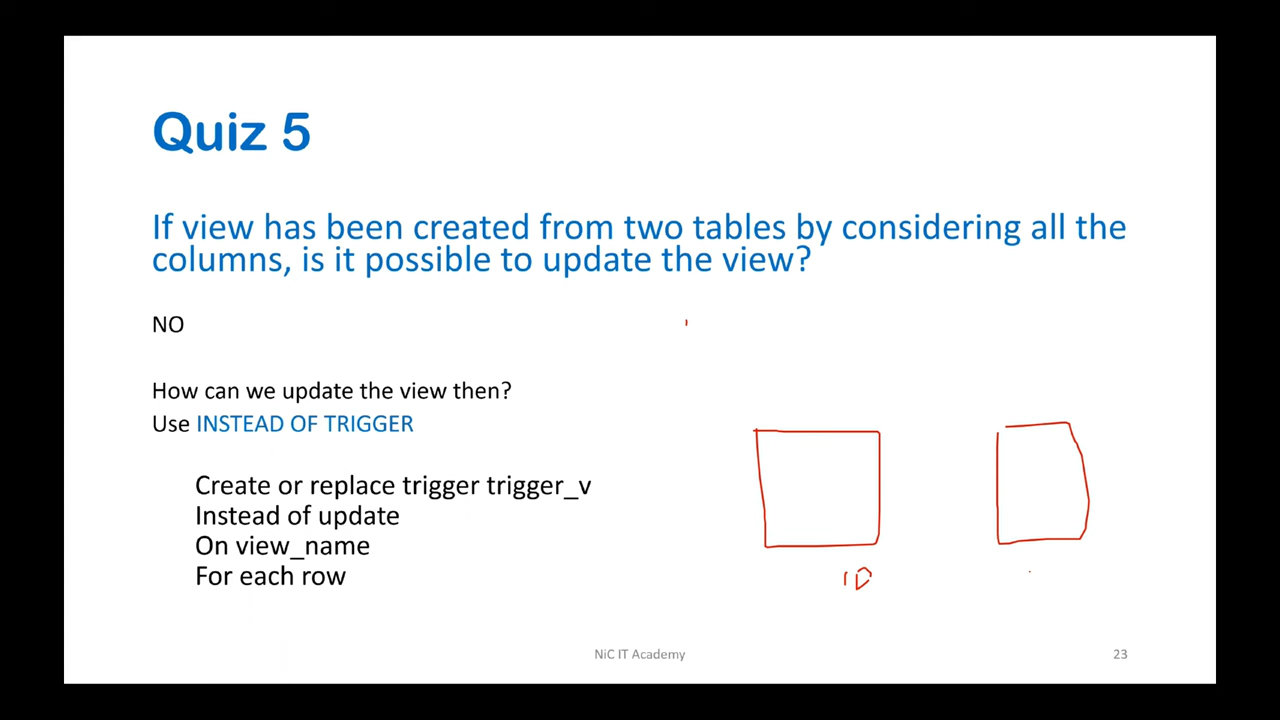 Quiz 5
If view has been created from two tables by considering all the
columns, is it possible to update the view?
NO
How can we update the view then?
Use INSTEAD OF TRIGGER
Create or replace trigger trigger_v
Instead of update
On view_name
For each row
ID
NiC IT Academy
23